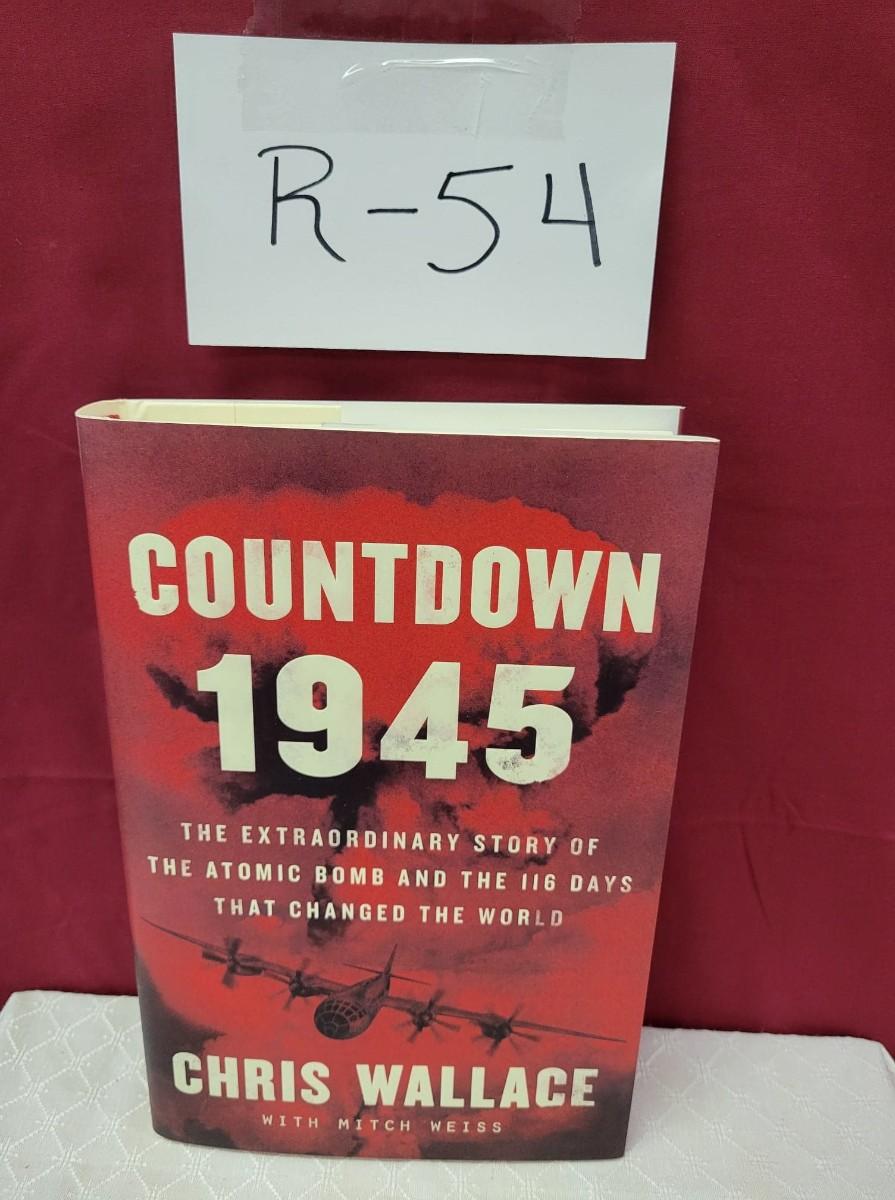 R-54
COUNTDOWN
1945
THE EXTRAORDINARY STORY OF
THE ATOMIC BOMB AND THE 116 DAYS
THAT CHANGED THE WORLD
CHRIS WALLACE
WITH MITCH WEISS